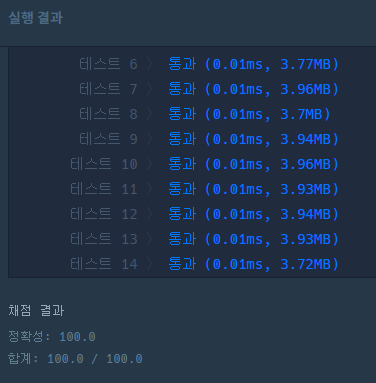 실행 결과
테스트 6 〉 통과 (0.01ms, 3.77MB)
테스트 7 〉 통과 (0.01ms, 3.96MB)
테스트 8 〉 통과 (0.01ms, 3.7MB)
테스트 9 〉 통과 (0.01ms, 3.94MB)
테스트 10 〉 통과 (0.01ms, 3.96MB)
테스트 11 〉 통과 (0.01ms, 3.93MB)
테스트 12 〉 통과 (0.01ms, 3.94MB)
테스트 13 〉 통과 (0.01ms, 3.93MB)
테스트 14 〉 통과 (0.01ms, 3.72MB)
채점 결과
정확성: 100.0
합계: 100.0 / 100.0